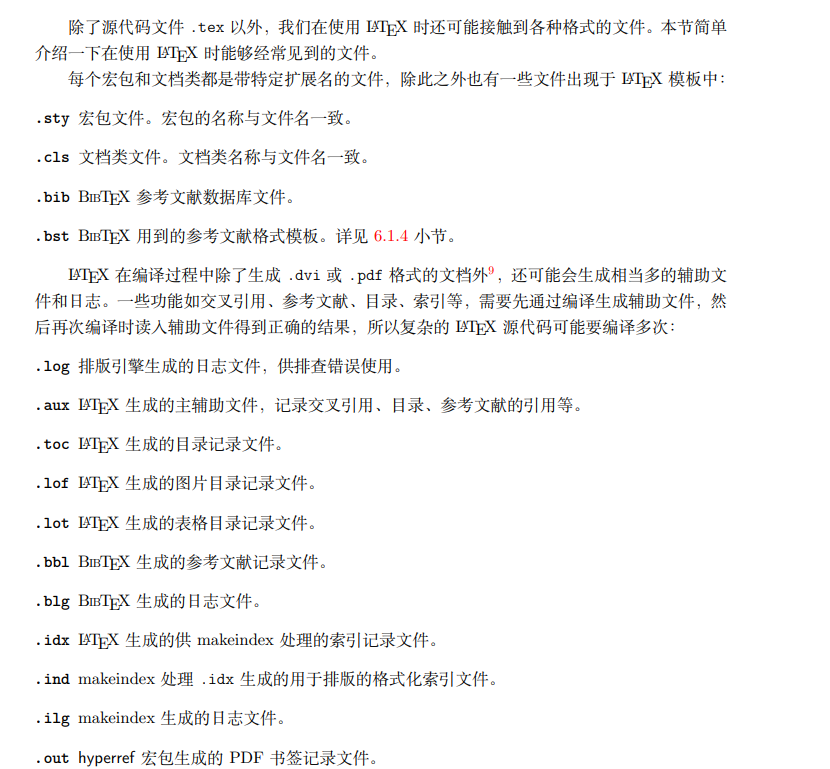 除了源代码文件 .tex 以外，我们在使用 LATEX 时还可能接触到各种格式的文件。本节简单
介绍一下在使用 LATEX 时能够经常见到的文件。
每个宏包和文档类都是带特定扩展名的文件，除此之外也有一些文件出现于 LATEX 模板中：
.sty 宏包文件。宏包的名称与文件名一致。
.cls 文档类文件。文档类名称与文件名一致。
.bib BIBTEX 参考文献数据库文件。
.bst BIBTEX 用到的参考文献格式模板。详见 6.1.4 小节。
LATEX 在编译过程中除了生成 .dvi 或 .pdf 格式的文档外9，还可能会生成相当多的辅助文
件和日志。一些功能如交叉引用、参考文献、目录、索引等，需要先通过编译生成辅助文件，然
后再次编译时读入辅助文件得到正确的结果，所以复杂的 LATEX 源代码可能要编译多次：
.log 排版引擎生成的日志文件，供排查错误使用。
.aux LATEX 生成的主辅助文件，记录交叉引用、目录、参考文献的引用等。
.toc LATEX 生成的目录记录文件。
.lof LATEX 生成的图片目录记录文件。
.lot LATEX 生成的表格目录记录文件。
.bbl BIBTEX 生成的参考文献记录文件。
.blg BIBTEX 生成的日志文件。
.idx LATEX 生成的供 makeindex 处理的索引记录文件。
.ind makeindex 处理 .idx 生成的用于排版的格式化索引文件。
.ilg makeindex 生成的日志文件。
.out hyperref 宏包生成的 PDF 书签记录文件。